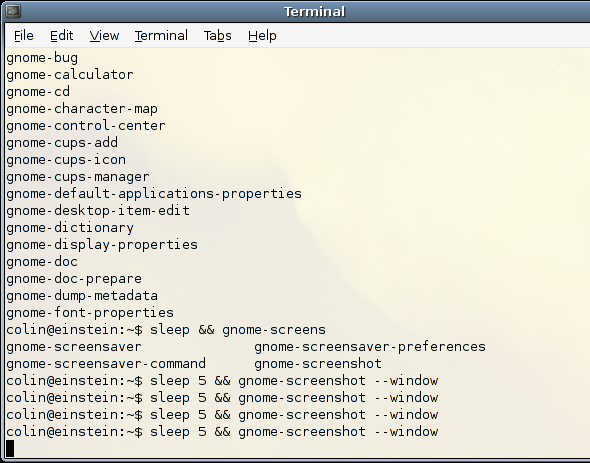 Terminal
File Edit View Terminal Tabs Help
gnome-bug
gnome-calculator
gnome-cd
gnome-character-map
gnome-control-center
gnome-cups-add
gnome-cups-icon
gnome-cups-manager
gnome-default-applications-properties
gnome-desktop-item-edit
gnome-dictionary
gnome-display-properties
gnome-doc
gnome-doc-prepare
gnome-dump-metadata
gnome-font-properties
colin@einstein:~$ sleep && gnome-screens
gnome-screensaver gnome-screensaver-preferences
gnome-screensaver-command gnome-screenshot
colin@einstein:~$ sleep 5 && gnome-screenshot --window
colin@einstein:~$ sleep 5 && gnome-screenshot --window
colin@einstein:~$ sleep 5 && gnome-screenshot --window
colin@einstein:~$ sleep 5 && gnome-screenshot --window